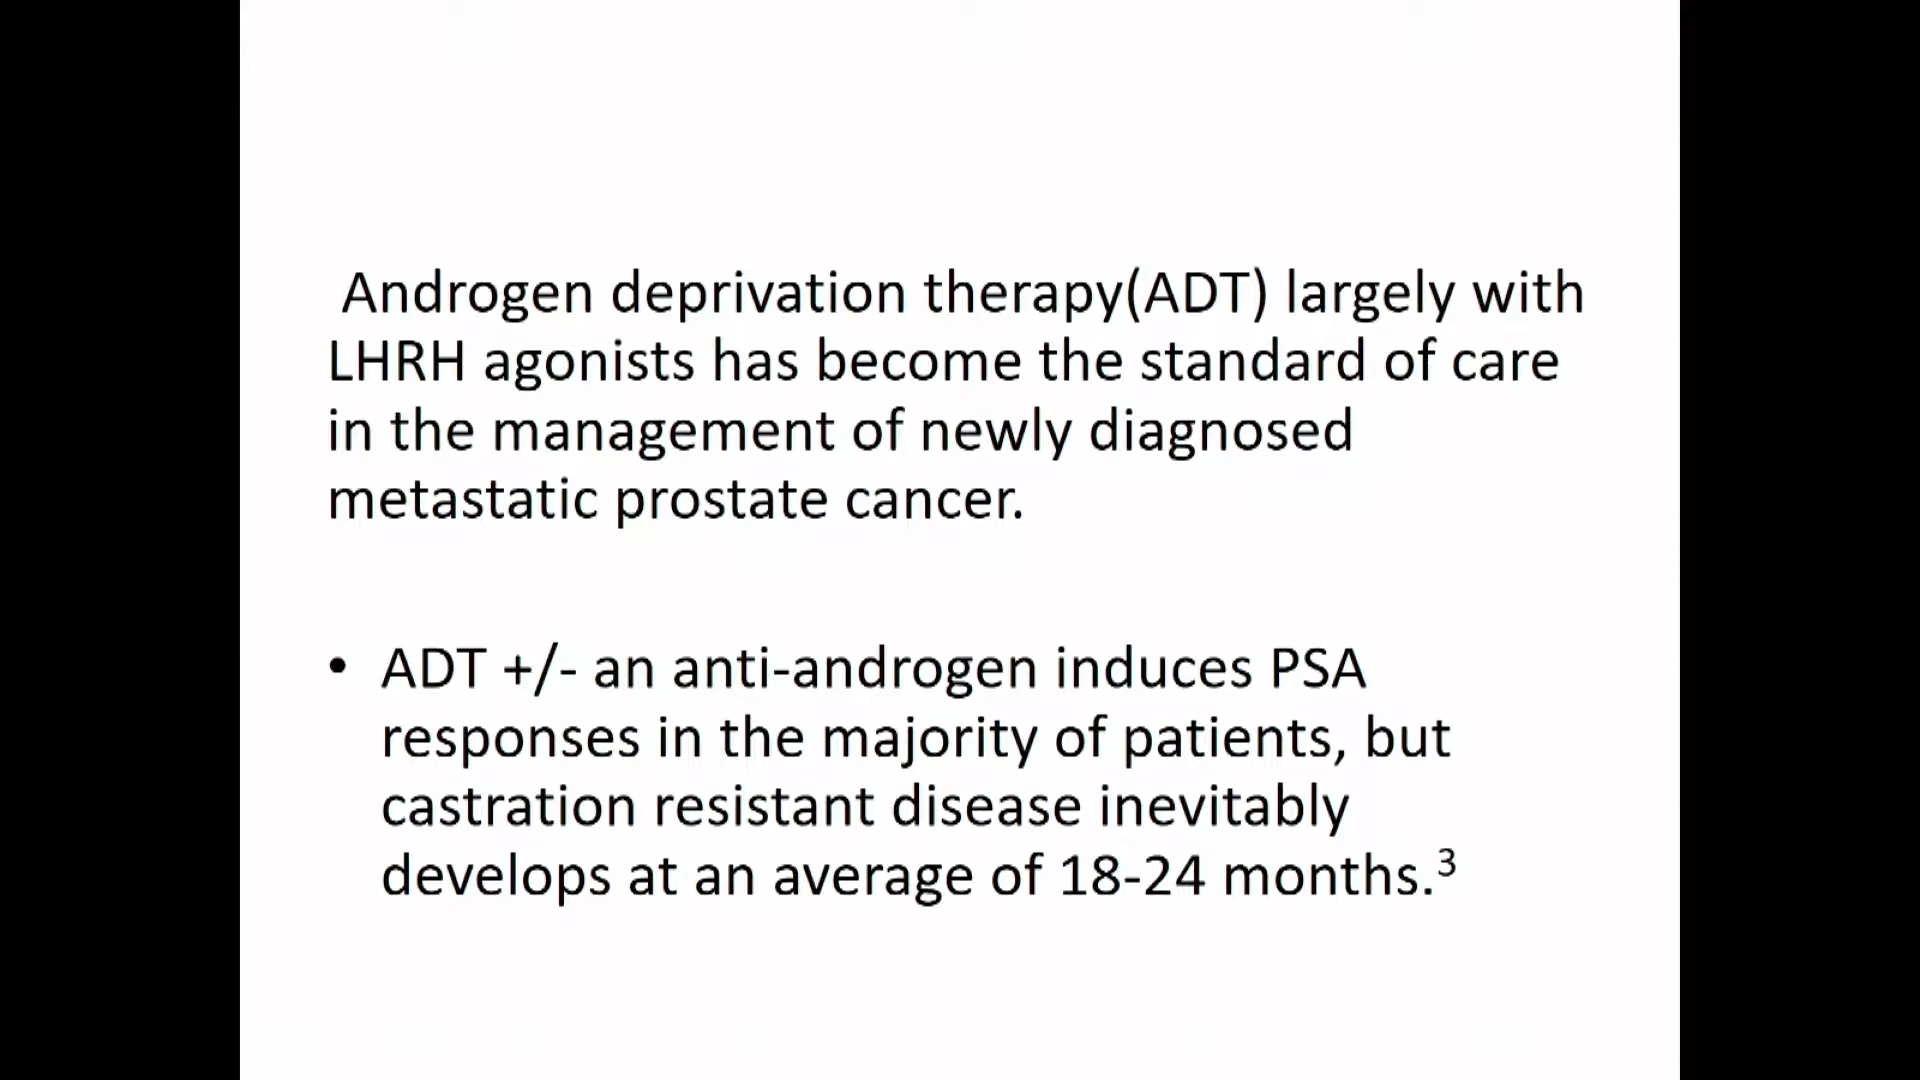 Androgen deprivation therapy(ADT) largely with
LHRH agonists has become the standard of care
in the management of newly diagnosed
metastatic prostate cancer.
• ADT +/- an anti-androgen induces PSA
responses in the majority of patients, but
castration resistant disease inevitably
develops at an average of 18-24 months.³